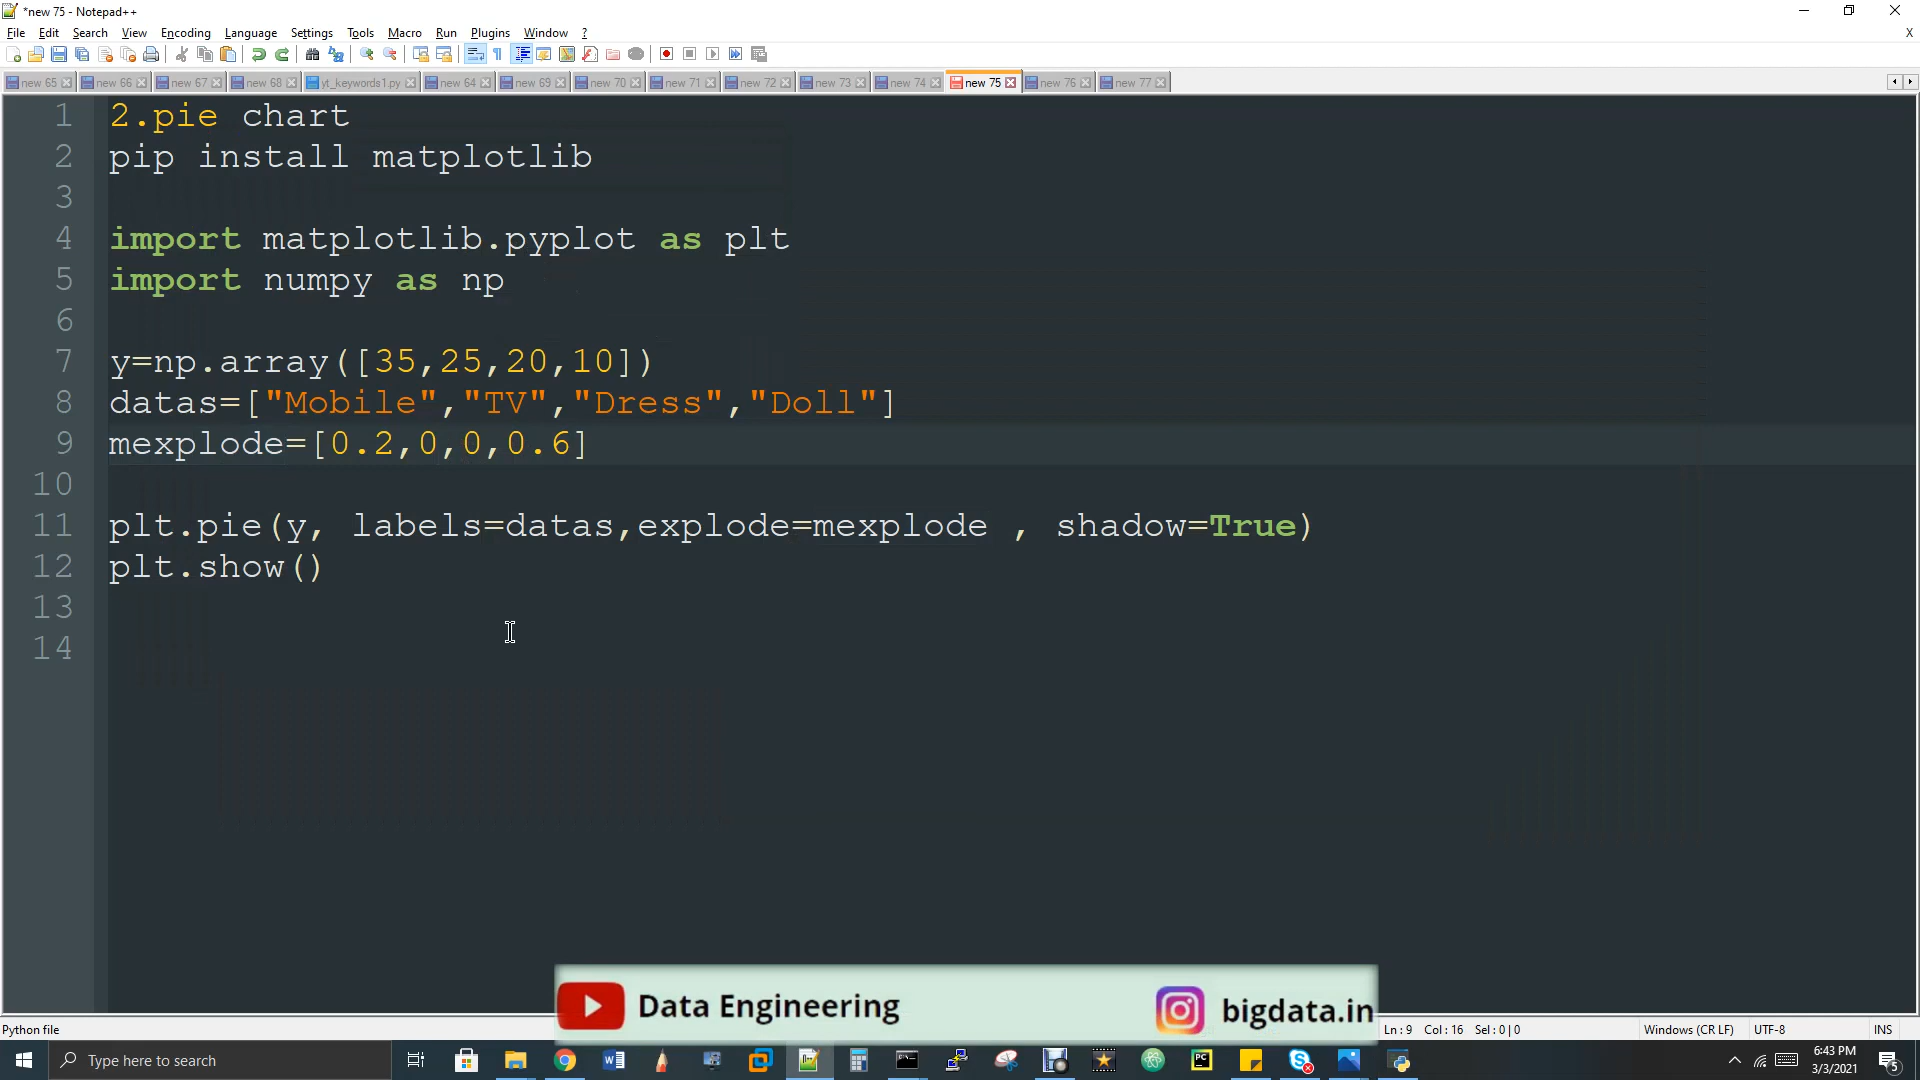 *new 75 - Notepad++
File Edit Search View Encoding Language Settings Tools Macro Run Plugins Window ? X
new 65 new 66 new 67 new 68 yt_keywords1.py new 64 new 69 new 70 new 71 new 72 new 73 new 74 new 75 new 76 new 77
1 2.pie chart
2 pip install matplotlib
3
4 import matplotlib.pyplot as plt
5 import numpy as np
6
7 y=np.array([35,25,20,10])
8 datas=["Mobile","TV","Dress","Doll"]
9 mexplode=[0.2,0,0,0.6]
10
11 plt.pie(y, labels=datas,explode=mexplode , shadow=True)
12 plt.show()
13
14
Data Engineering bigdata.in
Python file Ln : 9 Col : 16 Sel : 0 | 0 Windows (CR LF) UTF-8 INS
Type here to search
6:43 PM
3/3/2021
5